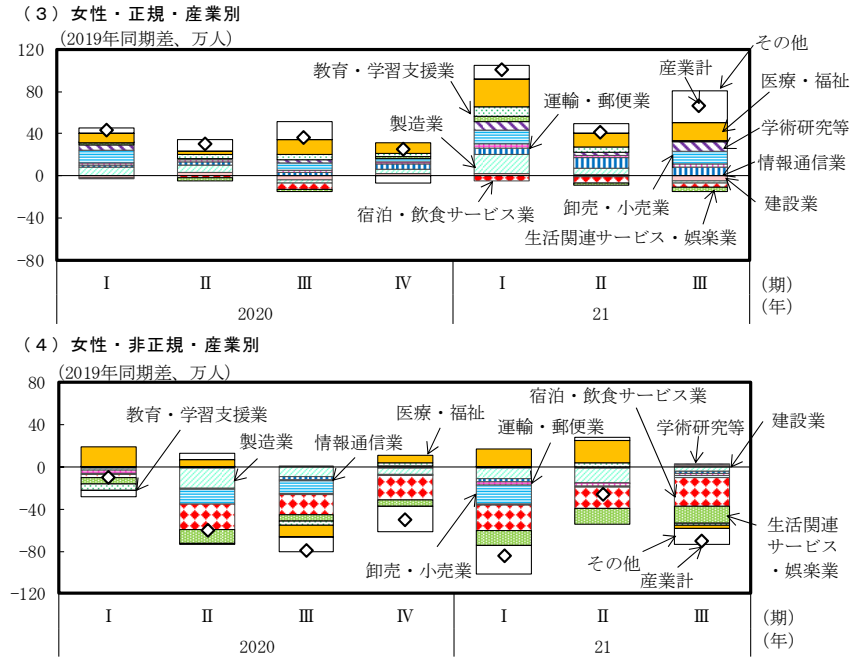 （３）女性・正規・産業別
(2019年同期差、万人)
120
80
40
0
−40
−80
教育・学習支援業
製造業
運輸・郵便業
宿泊・飲食サービス業
その他
産業計
医療・福祉
学術研究等
情報通信業
卸売・小売業
建設業
生活関連サービス・娯楽業
Ⅰ Ⅱ Ⅲ Ⅳ Ⅰ Ⅱ Ⅲ (期)
2020 21 (年)
（４）女性・非正規・産業別
(2019年同期差、万人)
80
40
0
−40
−80
−120
教育・学習支援業
製造業
情報通信業
医療・福祉
運輸・郵便業
宿泊・飲食サービス業
学術研究等
建設業
卸売・小売業
その他
産業計
生活関連
サービス
・娯楽業
Ⅰ Ⅱ Ⅲ Ⅳ Ⅰ Ⅱ Ⅲ (期)
2020 21 (年)